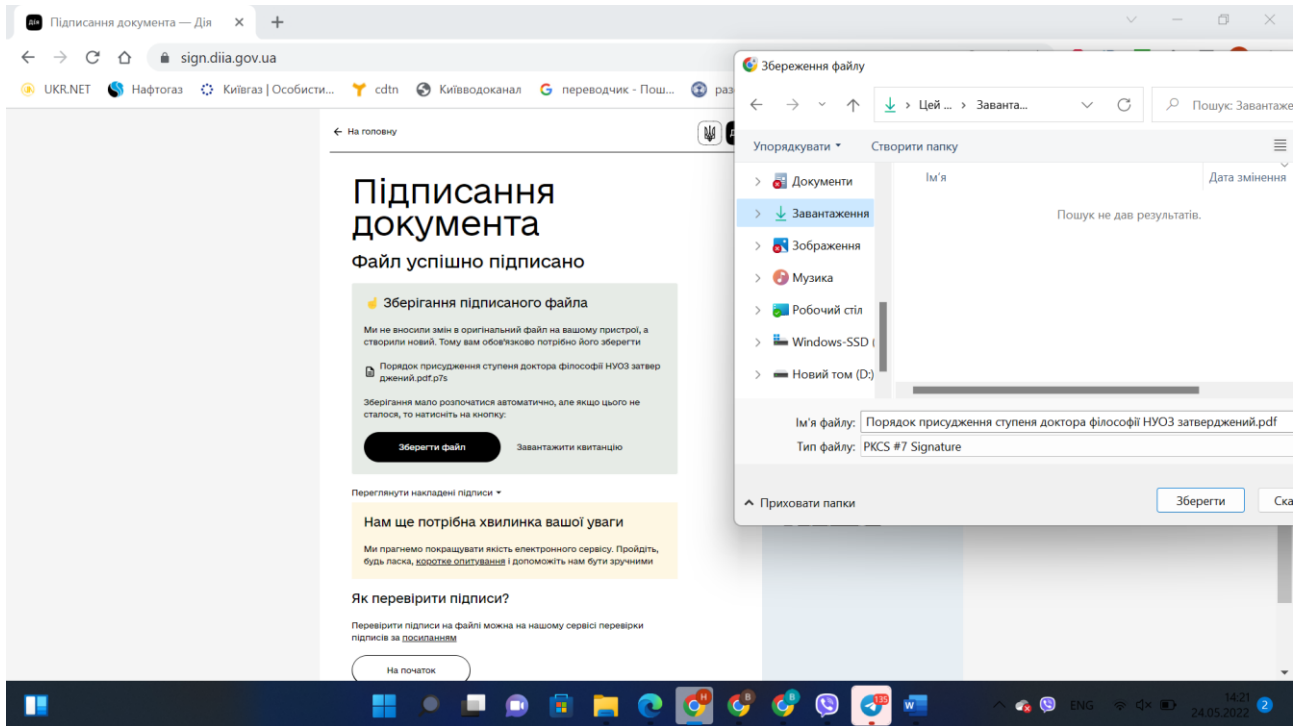 Дія Підписання документа — Дія
sign.diia.gov.ua
UKR.NET Нафтогаз Київгаз | Особисти... cdtn Київводоканал переводчик - Пош... раз
← На головну
Підписання
документа
Файл успішно підписано
☝ Зберігання підписаного файла
Ми не вносили змін в оригінальний файл на вашому пристрої, а
створили новий. Тому вам обов'язково потрібно його зберегти
Порядок присудження ступеня доктора філософії НУОЗ затвер
джений.pdf.p7s
Зберігання мало розпочатися автоматично, але якщо цього не
сталося, то натисніть на кнопку:
Зберегти файл Завантажити квитанцію
Переглянути накладені підписи
Нам ще потрібна хвилинка вашої уваги
Ми прагнемо покращувати якість електронного сервісу. Пройдіть,
будь ласка, коротке опитування і допоможіть нам бути зручними
Як перевірити підписи?
Перевірити підписи на файлі можна на нашому сервісі перевірки
підписів за посиланням
На початок
Збереження файлу
Цей ... › Заванта...
Пошук: Завантаже
Упорядкувати Створити папку
Ім'я Дата змінення
Документи
Завантаження
Зображення
Музика
Робочий стіл
Windows-SSD (
Новий том (D:)
Пошук не дав результатів.
Ім'я файлу: Порядок присудження ступеня доктора філософії НУОЗ затверджений.pdf
Тип файлу: PKCS #7 Signature
Приховати папки
Зберегти Ска
Н В В 135 W
ENG
14:21
24.05.2022
2